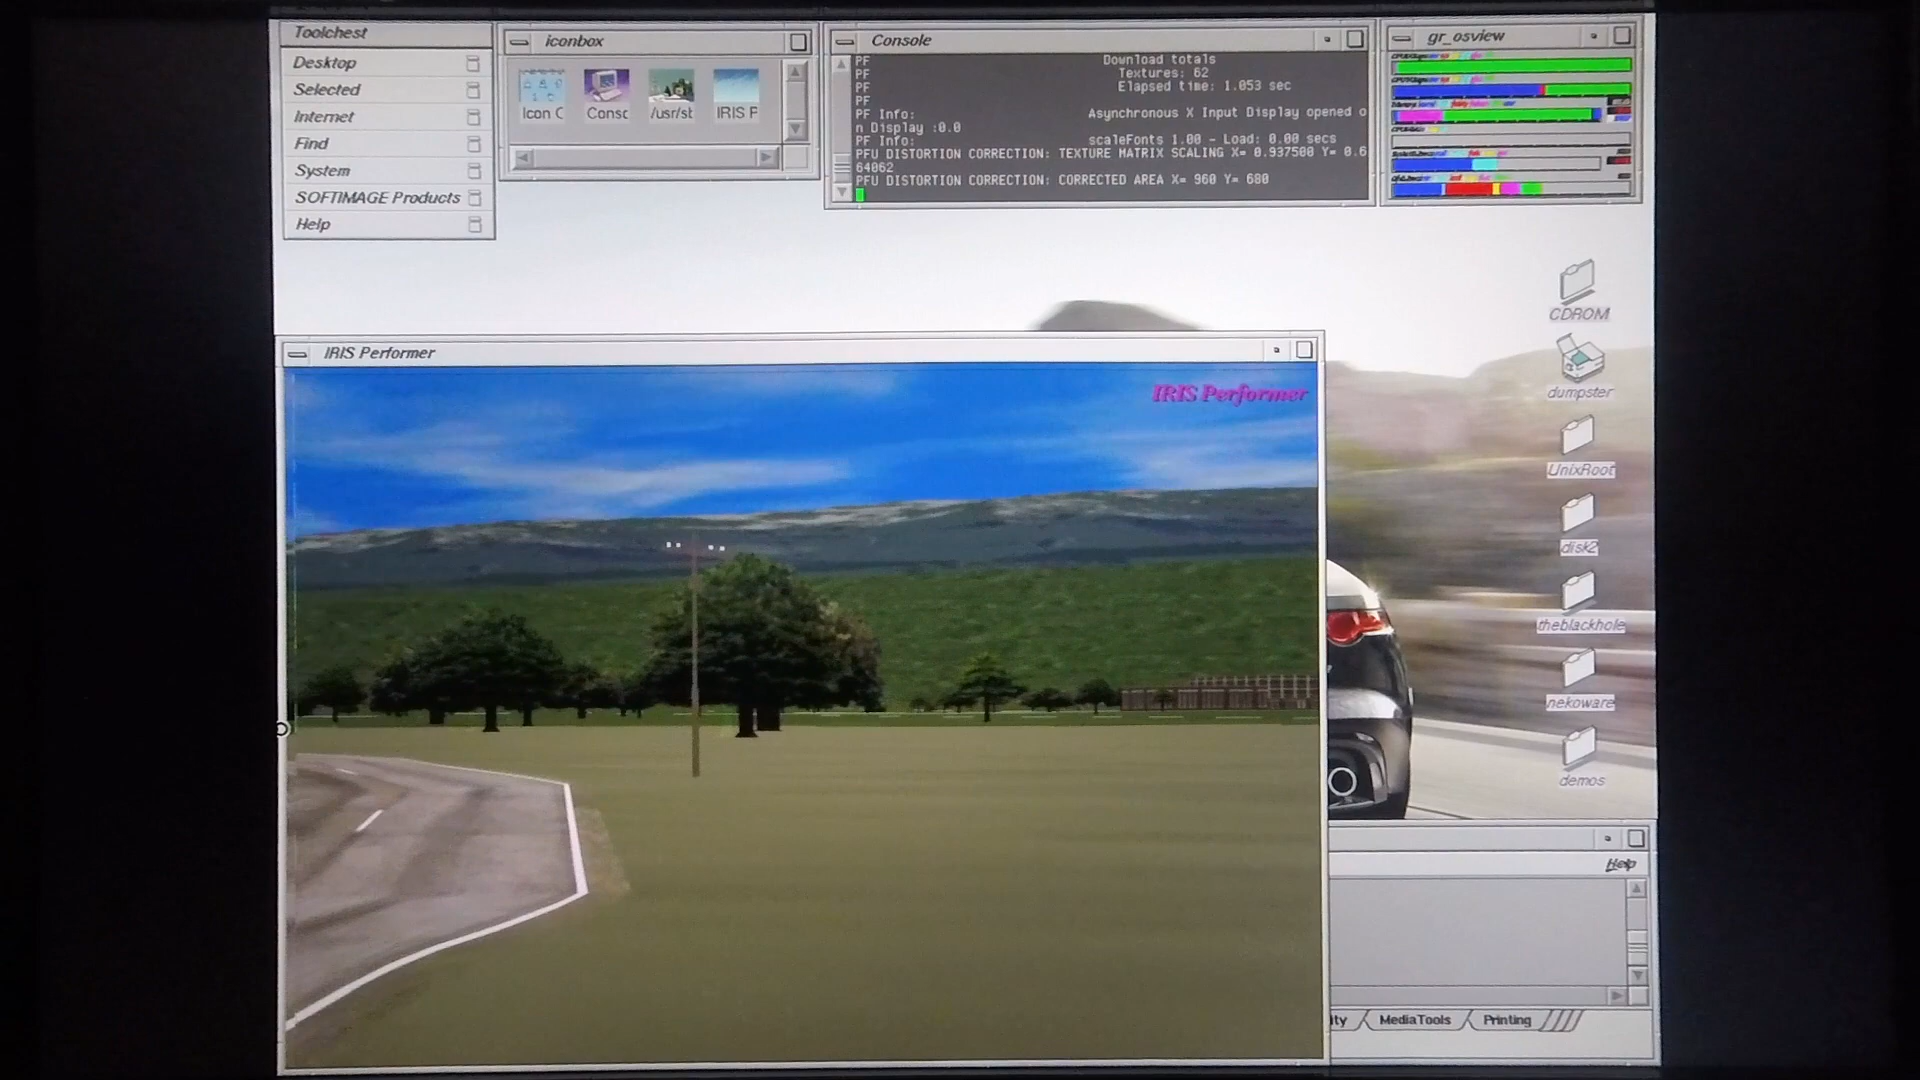 Toolchest
Desktop
Selected
Internet
Find
System
SOFTIMAGE Products
Help
iconbox
Icon C
Consc
/usr/st
IRIS F
Console
PF Download totals
PF Textures: 62
PF Elapsed time: 1.053 sec
PF
PF Info: Asynchronous X Input Display opened o
n Display :0.0
PF Info: scaleFonts 1.00 - Load: 0.00 secs
PFU DISTORTION CORRECTION: TEXTURE MATRIX SCALING X= 0.937500 Y= 0.6
64062
PFU DISTORTION CORRECTION: CORRECTED AREA X= 960 Y= 680
gr_osview
CDROM
dumpster
UnixRoot
disk2
theblackhole
nekoware
demos
IRIS Performer
IRIS Performer
Help
ity
MediaTools
Printing